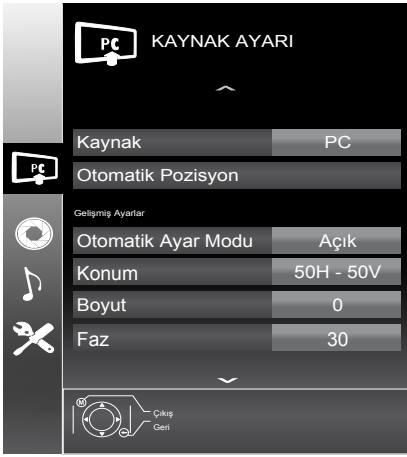 PC KAYNAK AYARI
Kaynak PC
PC
Otomatik Pozisyon
Gelişmiş Ayarlar
Otomatik Ayar Modu Açık
Konum 50H - 50V
Boyut 0
Faz 30
M
Çıkış
Geri